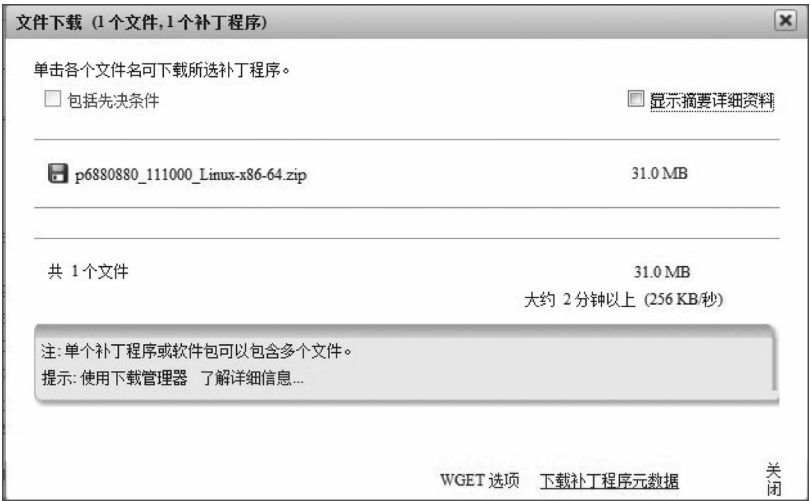 文件下载 (1个文件,1个补丁程序)
单击各个文件名可下载所选补丁程序。
包括先决条件 显示摘要详细资料
p6880880_111000_Linux-x86-64.zip 31.0 MB
共 1个文件 31.0 MB
大约 2分钟以上 (256 KB/秒)
注:单个补丁程序或软件包可以包含多个文件。
提示:使用下载管理器 了解详细信息...
WGET选项 下载补丁程序元数据 关闭